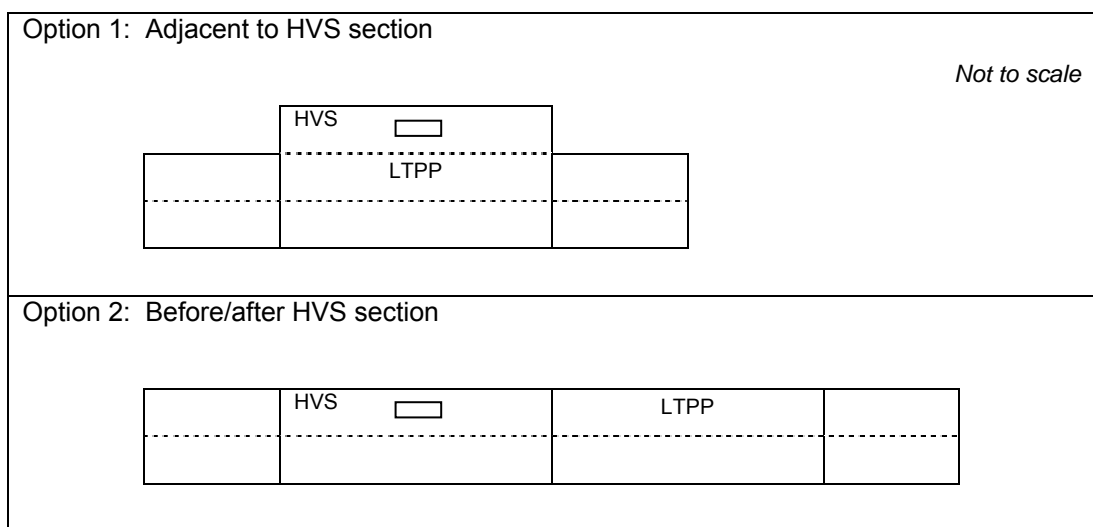 Option 1: Adjacent to HVS section
Not to scale
HVS
LTPP
Option 2: Before/after HVS section
HVS
LTPP